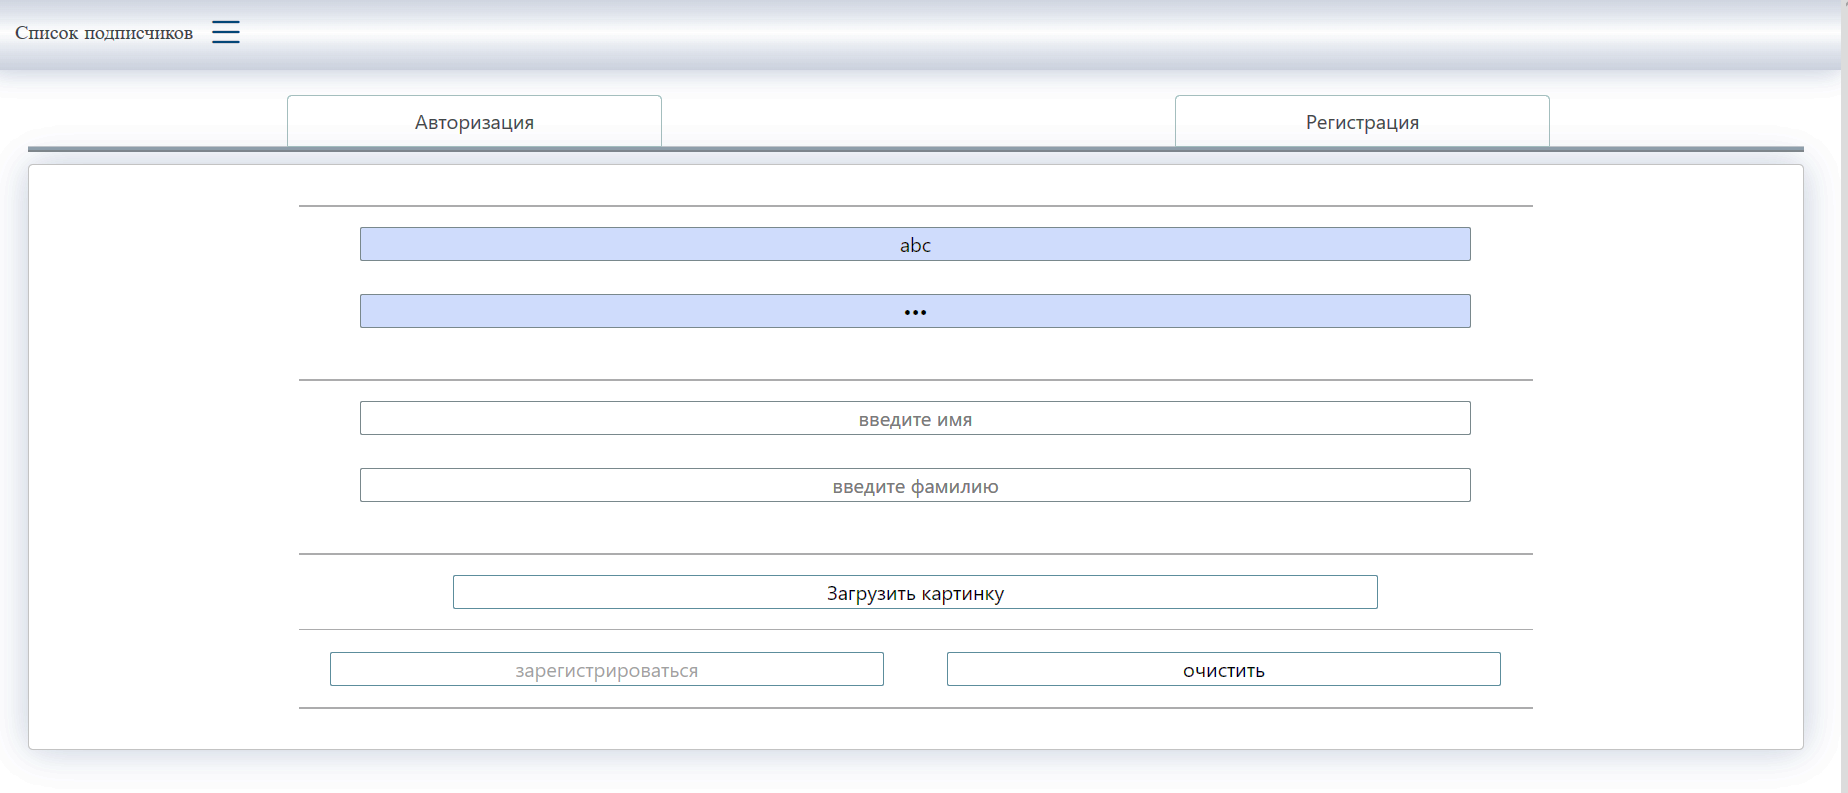 Список подписчиков
Авторизация
Регистрация
abc
•••
введите имя
введите фамилию
Загрузить картинку
зарегистрироваться
очистить